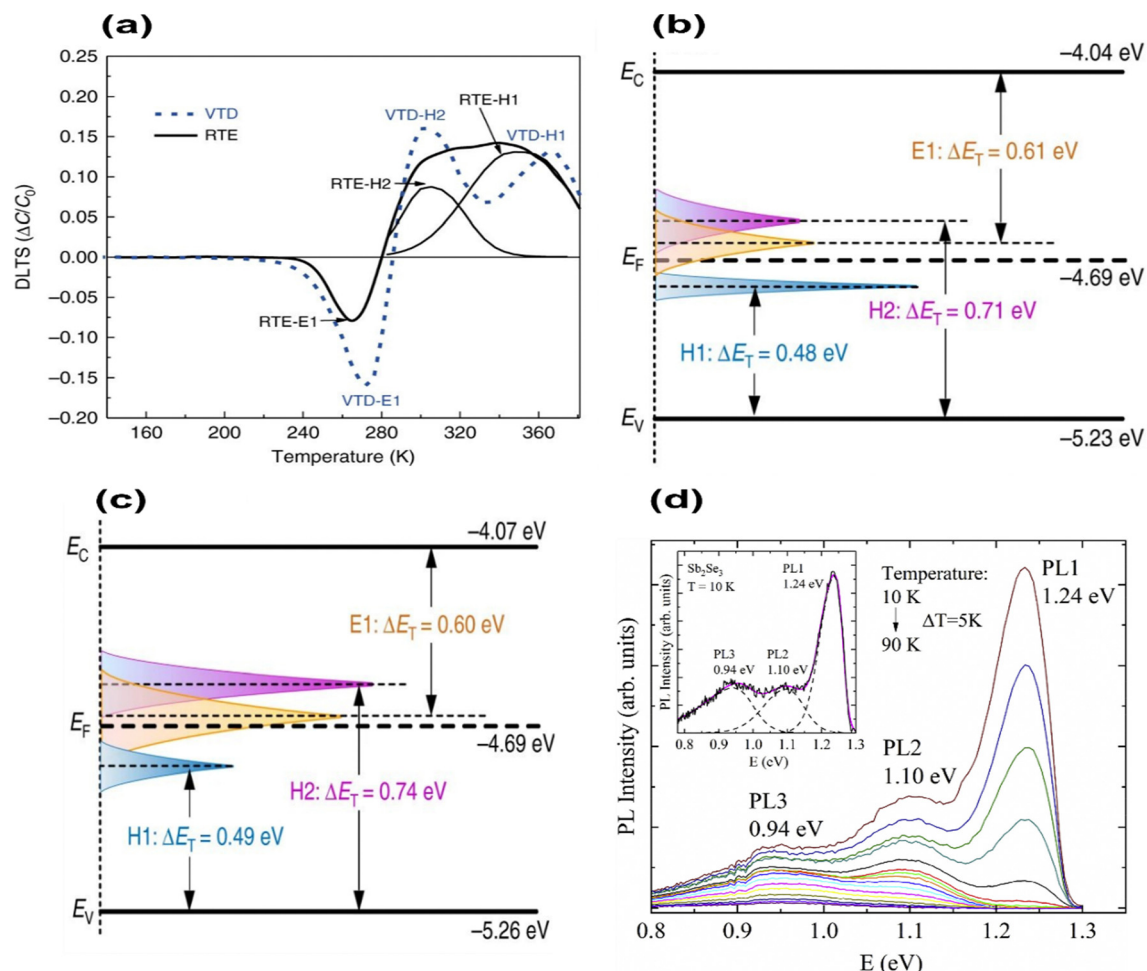 (a)
0.20
0.15
0.10
0.05
0.00
–0.05
–0.10
–0.15
–0.20
DLTS (ΔC/C0)
VTD
RTE
VTD-H2
RTE-H1
VTD-H1
RTE-H2
RTE-E1
VTD-E1
160 200 240 280 320 360
Temperature (K)
(b)
EC
–4.04 eV
E1: ΔET = 0.61 eV
EF
–4.69 eV
H2: ΔET = 0.71 eV
H1: ΔET = 0.48 eV
EV
–5.23 eV
(c)
–4.07 eV
EC
E1: ΔET = 0.60 eV
EF
–4.69 eV
H2: ΔET = 0.74 eV
H1: ΔET = 0.49 eV
EV
–5.26 eV
(d)
PL Intensity (arb. units)
PL Intensity (arb. units)
Sb2Se3
T = 10 K
PL1
1.24 eV
PL3
0.94 eV
PL2
1.10 eV
0.8 0.9 1.0 1.1 1.2 1.3
E (eV)
Temperature:
10 K
ΔT=5K
90 K
PL1
1.24 eV
PL2
1.10 eV
PL3
0.94 eV
0.8 0.9 1.0 1.1 1.2 1.3
E (eV)